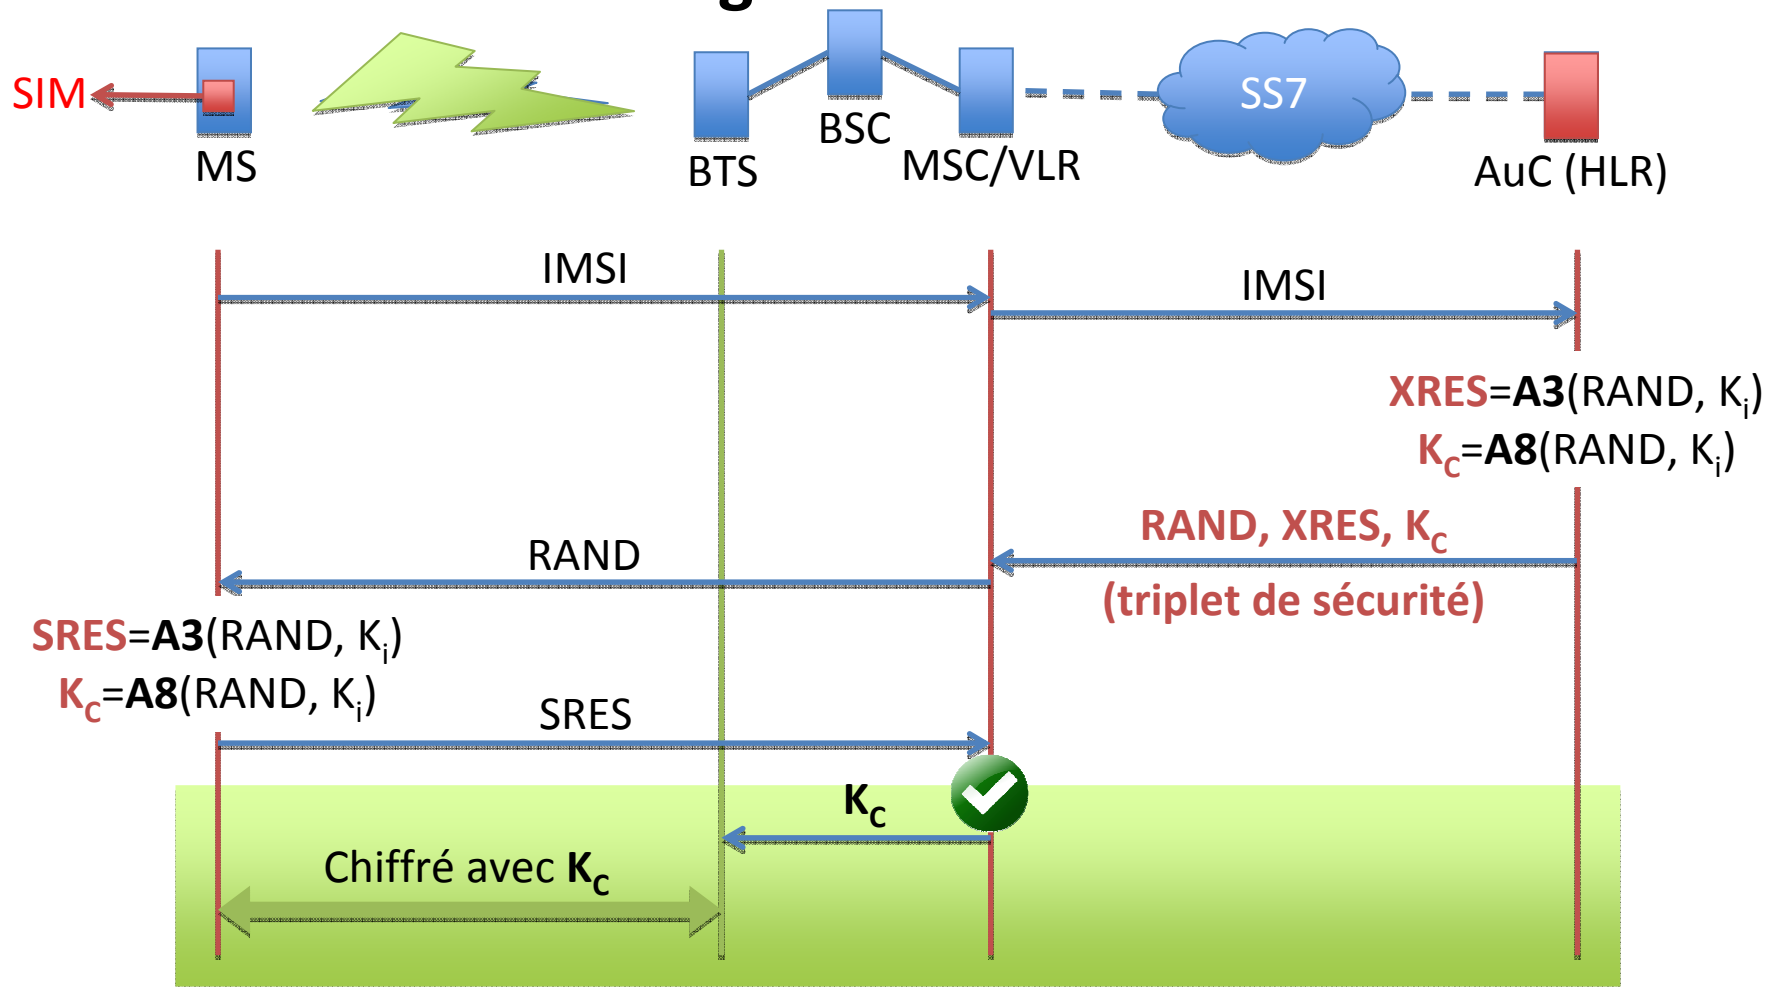 g
SIM
MS
BTS
BSC
MSC/VLR
SS7
AuC (HLR)
IMSI
IMSI
XRES=A3(RAND, Ki)
KC=A8(RAND, Ki)
RAND, XRES, KC
(triplet de sécurité)
RAND
SRES=A3(RAND, Ki)
KC=A8(RAND, Ki)
SRES
KC
Chiffré avec KC